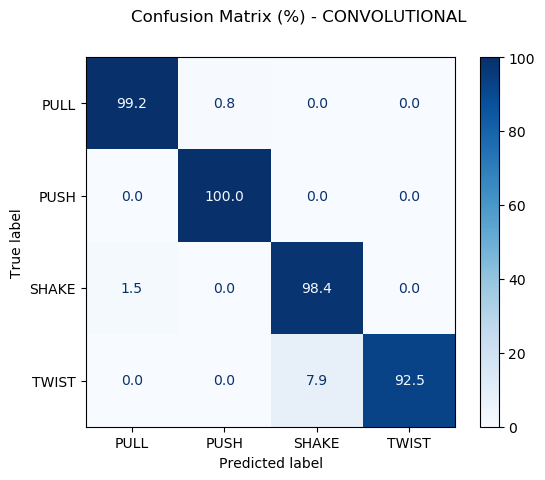 Confusion Matrix (%) - CONVOLUTIONAL
PULL 99.2 0.8 0.0 0.0
PUSH 0.0 100.0 0.0 0.0
SHAKE 1.5 0.0 98.4 0.0
TWIST 0.0 0.0 7.9 92.5
PULL PUSH SHAKE TWIST
Predicted label
True label
100
80
60
40
20
0